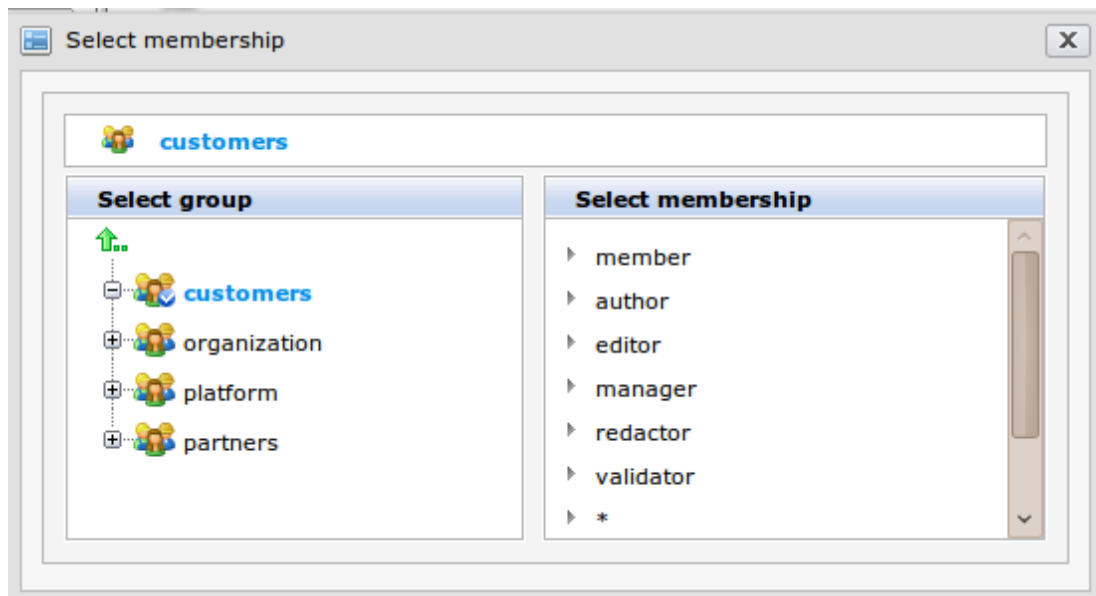 Select membership
X
customers
Select group
..
customers
organization
platform
partners
Select membership
member
author
editor
manager
redactor
validator
*